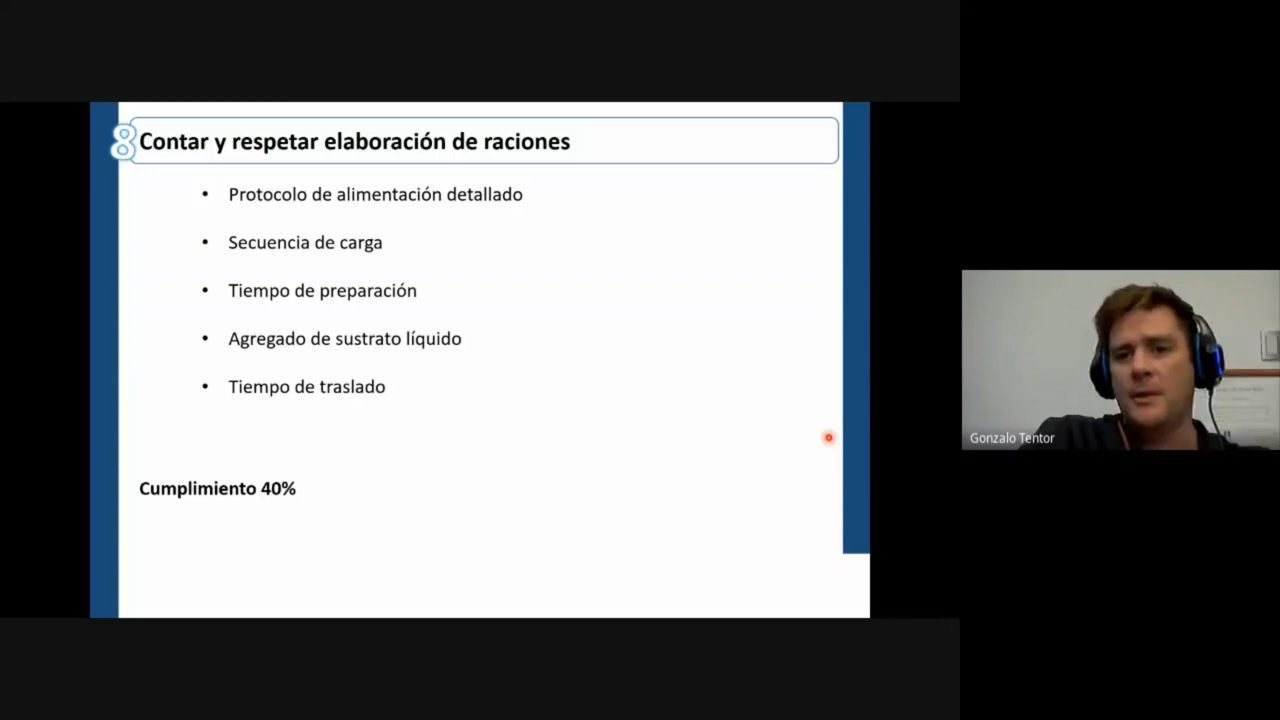 8
Contar y respetar elaboración de raciones
• Protocolo de alimentación detallado
• Secuencia de carga
• Tiempo de preparación
• Agregado de sustrato líquido
• Tiempo de traslado
Cumplimiento 40%
Gonzalo Tentor